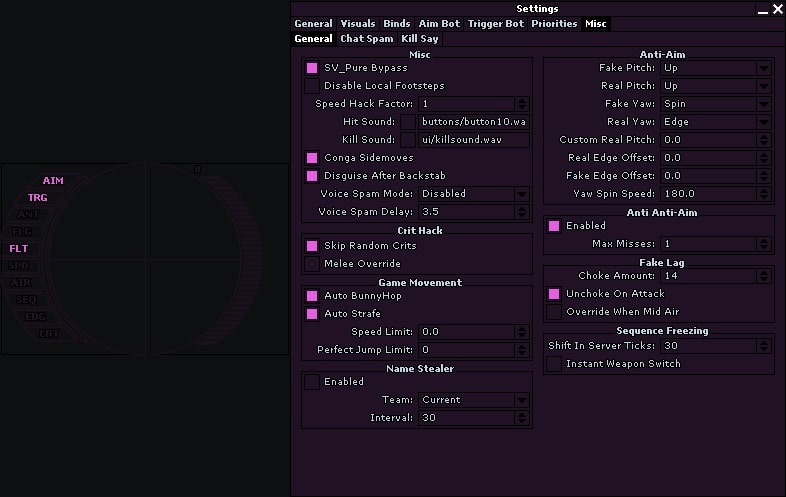 Settings
General Visuals Binds Aim Bot Trigger Bot Priorities Misc
General Chat Spam Kill Say
Misc
SV_Pure Bypass
Disable Local Footsteps
Speed Hack Factor: 1
Hit Sound: buttons/button10.wa
Kill Sound: ui/killsound.wav
Conga Sidemoves
Disguise After Backstab
Voice Spam Mode: Disabled
Voice Spam Delay: 3.5
Crit Hack
Skip Random Crits
Melee Override
Game Movement
Auto BunnyHop
Auto Strafe
Speed Limit: 0.0
Perfect Jump Limit: 0
Name Stealer
Enabled
Team: Current
Interval: 30
Anti-Aim
Fake Pitch: Up
Real Pitch: Up
Fake Yaw: Spin
Real Yaw: Edge
Custom Real Pitch: 0.0
Real Edge Offset: 0.0
Fake Edge Offset: 0.0
Yaw Spin Speed: 180.0
Anti Anti-Aim
Enabled
Max Misses: 1
Fake Lag
Choke Amount: 14
Unchoke On Attack
Override When Mid Air
Sequence Freezing
Shift In Server Ticks: 30
Instant Weapon Switch
0
AIM
TRG
ANT
FLG
FLT
SPD
AIR
SEQ
EDG
CRT